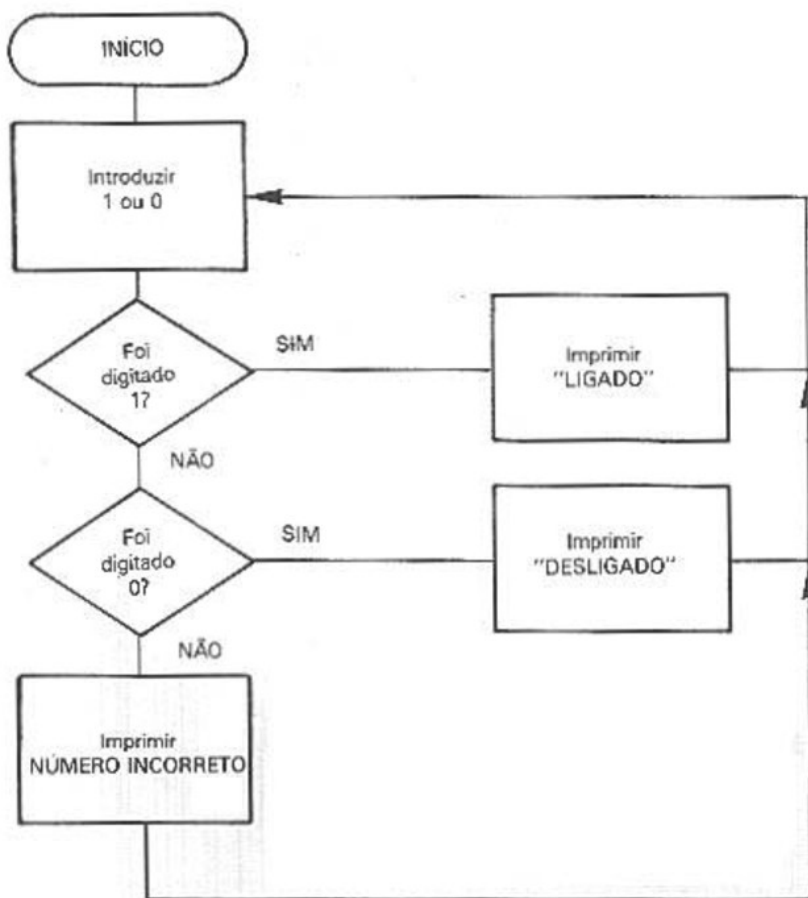 INÍCIO
Introduzir
1 ou 0
Foi
digitado
1?
SIM
Imprimir
"LIGADO"
NÃO
Foi
digitado
0?
SIM
Imprimir
"DESLIGADO"
NÃO
Imprimir
NÚMERO INCORRETO